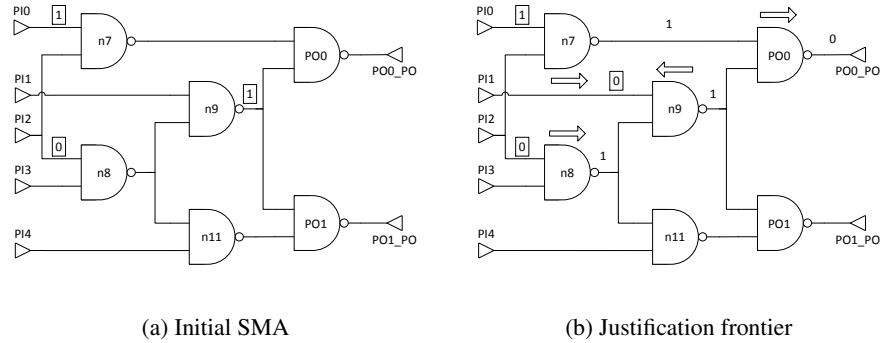 PI0
1
n7
PO0
PO0_PO
PI1
n9
1
PI2
0
PI3
n8
PI4
n11
PO1
PO1_PO
(a) Initial SMA
PI0
1
n7
1
PO0
0
PO0_PO
PI1
0
n9
1
PI2
0
PI3
n8
1
PI4
n11
PO1
PO1_PO
(b) Justification frontier